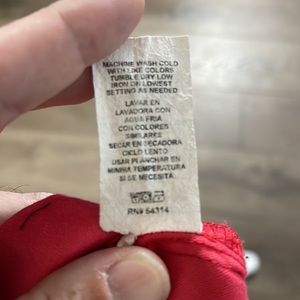 MACHINE WASH COLD
WITH LIKE COLORS
TUMBLE DRY LOW
IRON ON LOWEST
SETTING AS NEEDED
LAVAR EN
LAVADORA CON
AGUA FRIA
CON COLORES
SIMILARES
SECAR EN SECADORA
CICLO LENTO
USAR PLANCHAR EN
MINIMA TEMPERATURA
SI SE NECESITA
RN# 54314